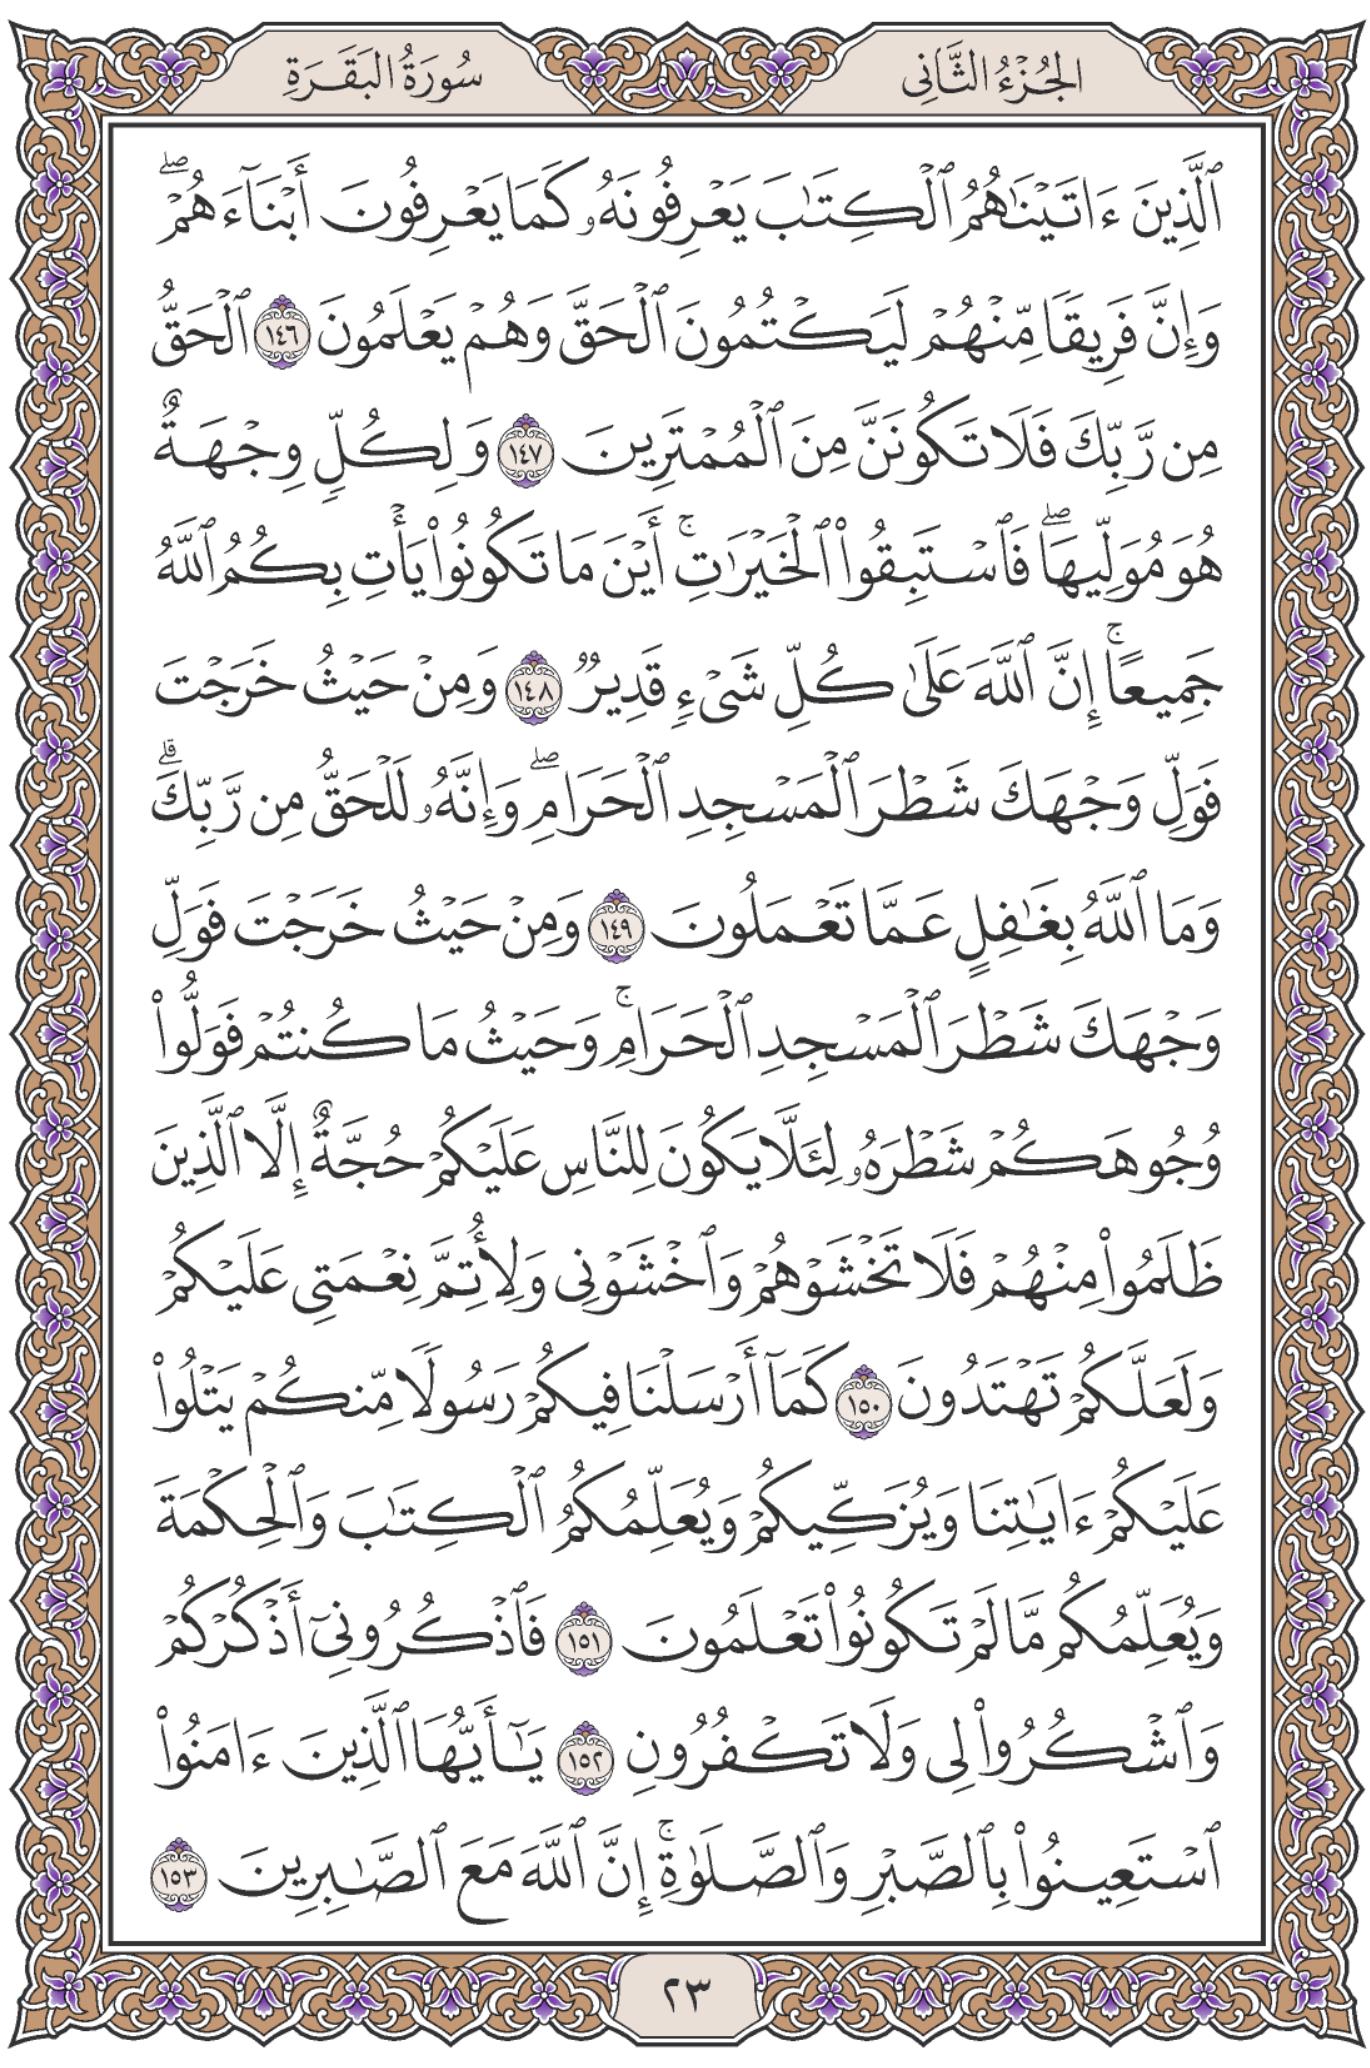 الجُزْءُ الثَّانِى
سُورَةُ البَقَرَةِ
ٱلَّذِينَ ءَاتَيْنَٰهُمُ ٱلْكِتَٰبَ يَعْرِفُونَهُۥ كَمَا يَعْرِفُونَ أَبْنَآءَهُمْۖ
وَإِنَّ فَرِيقًا مِّنْهُمْ لَيَكْتُمُونَ ٱلْحَقَّ وَهُمْ يَعْلَمُونَ ١٤٦ ٱلْحَقُّ
مِن رَّبِّكَ فَلَا تَكُونَنَّ مِنَ ٱلْمُمْتَرِينَ ١٤٧ وَلِكُلٍّ وِجْهَةٌ
هُوَ مُوَلِّيهَاۖ فَٱسْتَبِقُوا۟ ٱلْخَيْرَٰتِۚ أَيْنَ مَا تَكُونُوا۟ يَأْتِ بِكُمُ ٱللَّهُ
جَمِيعًاۚ إِنَّ ٱللَّهَ عَلَىٰ كُلِّ شَىْءٍ قَدِيرٌ ١٤٨ وَمِنْ حَيْثُ خَرَجْتَ
فَوَلِّ وَجْهَكَ شَطْرَ ٱلْمَسْجِدِ ٱلْحَرَامِۖ وَإِنَّهُۥ لَلْحَقُّ مِن رَّبِّكَۗ
وَمَا ٱللَّهُ بِغَٰفِلٍ عَمَّا تَعْمَلُونَ ١٤٩ وَمِنْ حَيْثُ خَرَجْتَ فَوَلِّ
وَجْهَكَ شَطْرَ ٱلْمَسْجِدِ ٱلْحَرَامِۚ وَحَيْثُ مَا كُنتُمْ فَوَلُّوا۟
وُجُوهَكُمْ شَطْرَهُۥ لِئَلَّا يَكُونَ لِلنَّاسِ عَلَيْكُمْ حُجَّةٌ إِلَّا ٱلَّذِينَ
ظَلَمُوا۟ مِنْهُمْ فَلَا تَخْشَوْهُمْ وَٱخْشَوْنِى وَلِأُتِمَّ نِعْمَتِى عَلَيْكُمْ
وَلَعَلَّكُمْ تَهْتَدُونَ ١٥٠ كَمَآ أَرْسَلْنَا فِيكُمْ رَسُولًا مِّنكُمْ يَتْلُوا۟
عَلَيْكُمْ ءَايَٰتِنَا وَيُزَكِّيكُمْ وَيُعَلِّمُكُمُ ٱلْكِتَٰبَ وَٱلْحِكْمَةَ
وَيُعَلِّمُكُم مَّا لَمْ تَكُونُوا۟ تَعْلَمُونَ ١٥١ فَٱذْكُرُونِىٓ أَذْكُرْكُمْ
وَٱشْكُرُوا۟ لِى وَلَا تَكْفُرُونِ ١٥٢ يَٰٓأَيُّهَا ٱلَّذِينَ ءَامَنُوا۟
ٱسْتَعِينُوا۟ بِٱلصَّبْرِ وَٱلصَّلَوٰةِۚ إِنَّ ٱللَّهَ مَعَ ٱلصَّٰبِرِينَ ١٥٣
٢٣